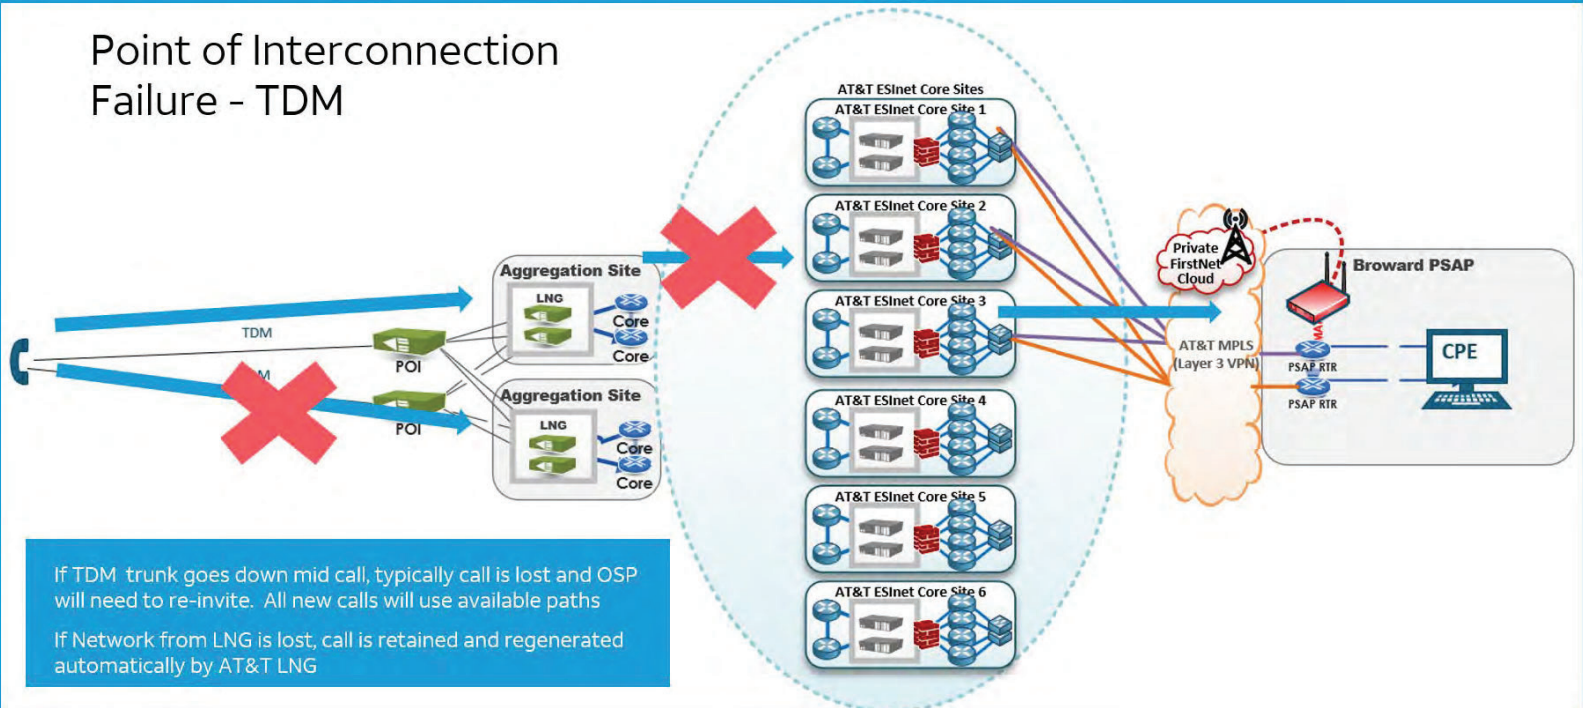 Point of Interconnection
Failure - TDM
AT&T ESInet Core Sites
AT&T ESInet Core Site 1
AT&T ESInet Core Site 2
AT&T ESInet Core Site 3
AT&T ESInet Core Site 4
AT&T ESInet Core Site 5
AT&T ESInet Core Site 6
TDM
M
POI
POI
Aggregation Site
LNG
Core
Core
Aggregation Site
LNG
Core
Core
Private
FirstNet
Cloud
AT&T MPLS
(Layer 3 VPN)
Broward PSAP
PSAP RTR
PSAP RTR
CPE
If TDM trunk goes down mid call, typically call is lost and OSP
will need to re-invite. All new calls will use available paths
If Network from LNG is lost, call is retained and regenerated
automatically by AT&T LNG